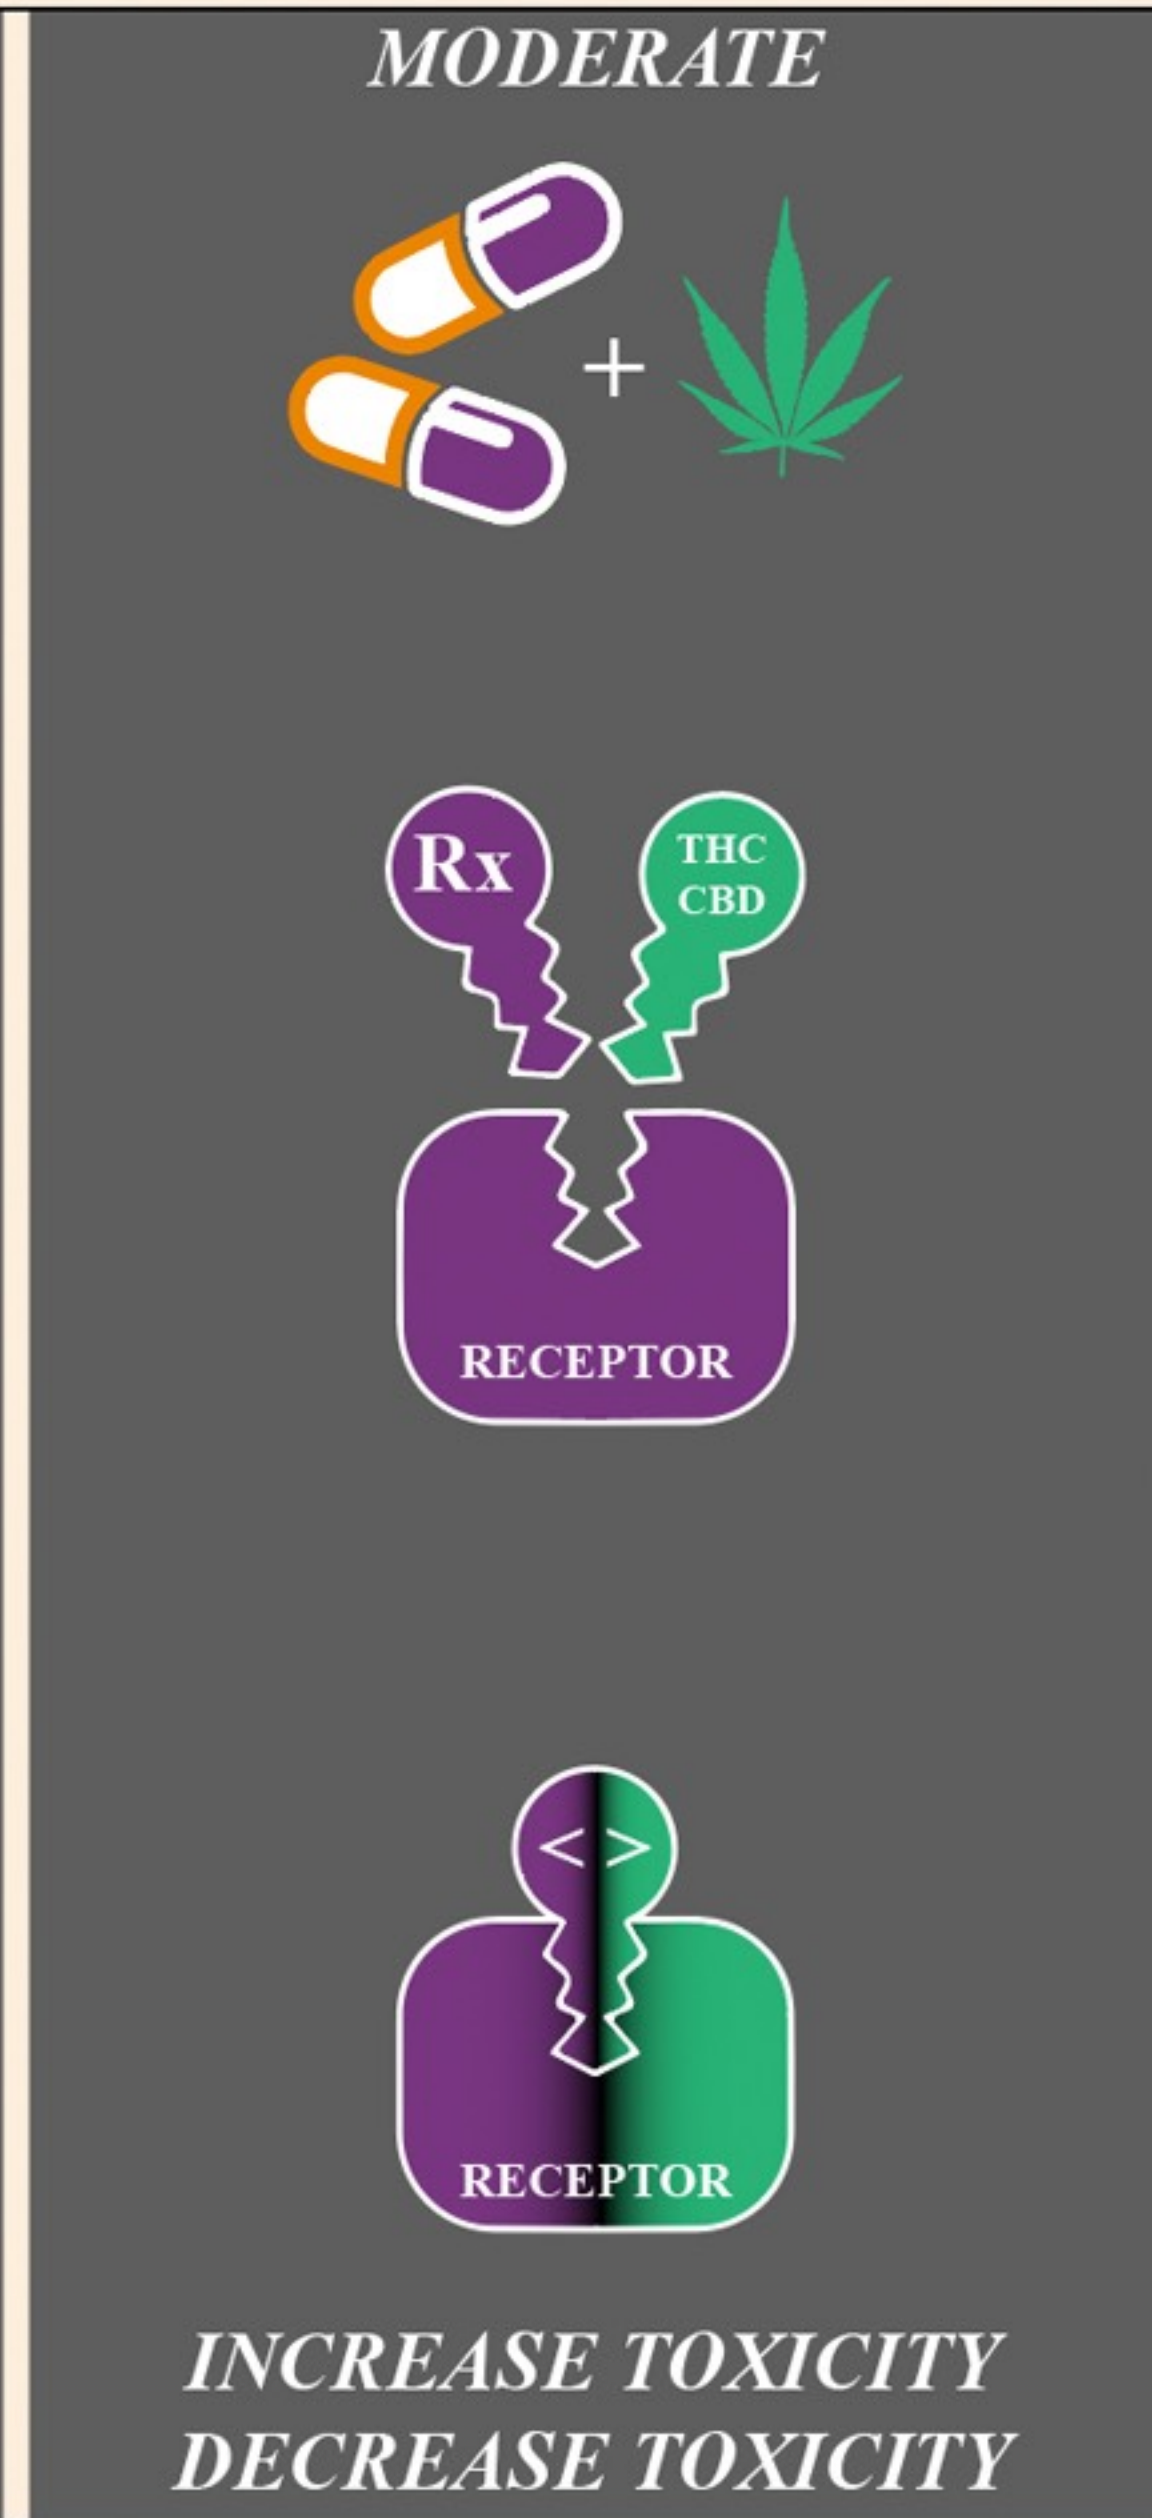 MODERATE
+
Rx
THC
CBD
RECEPTOR
< >
RECEPTOR
INCREASE TOXICITY
DECREASE TOXICITY